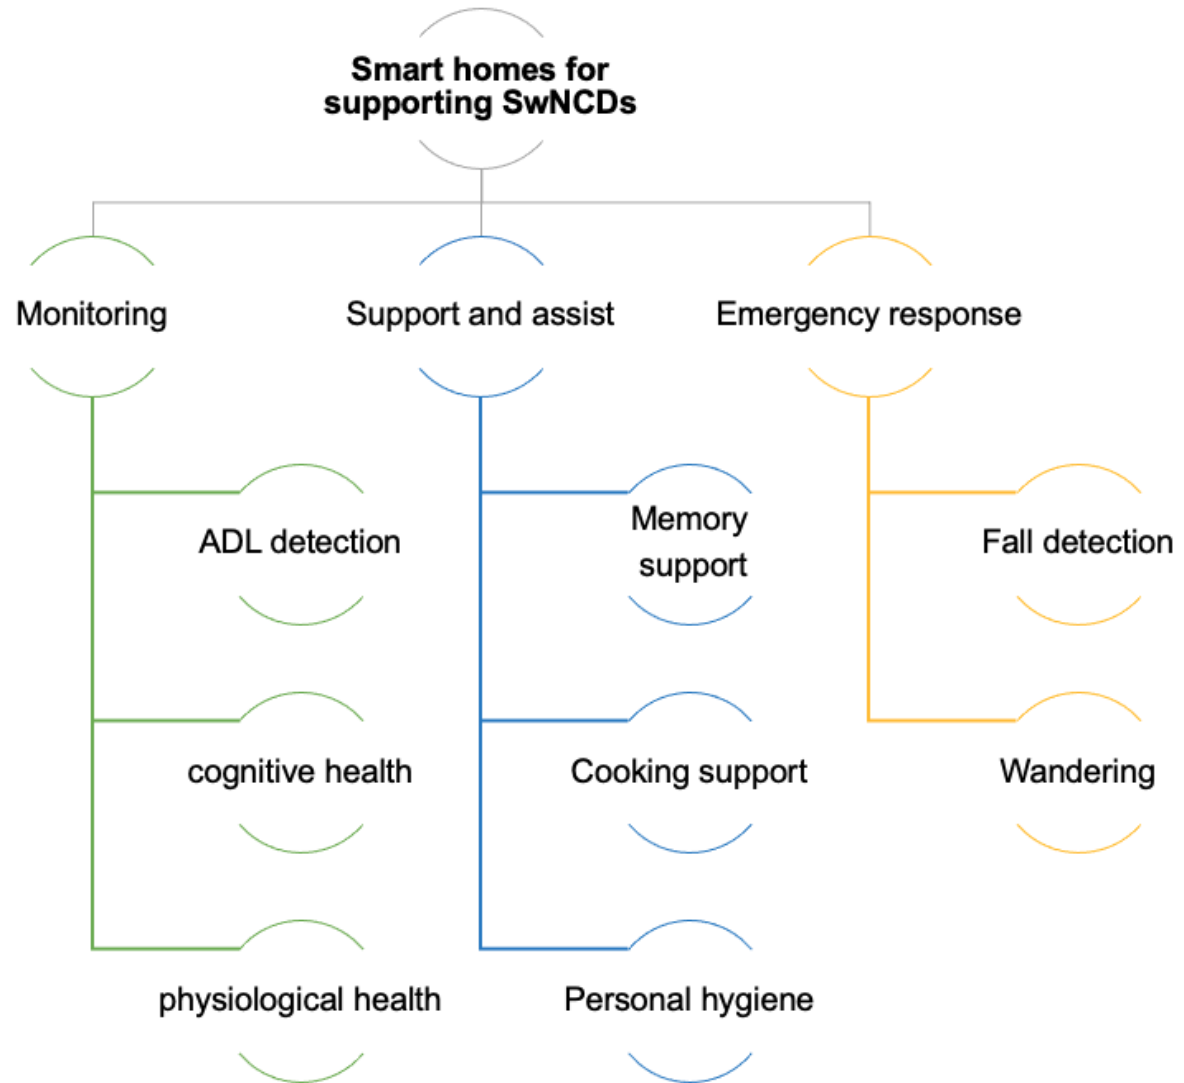 Smart homes for
supporting SwNCDs
Monitoring
Support and assist
Emergency response
ADL detection
Memory
support
Fall detection
cognitive health
Cooking support
Wandering
physiological health
Personal hygiene